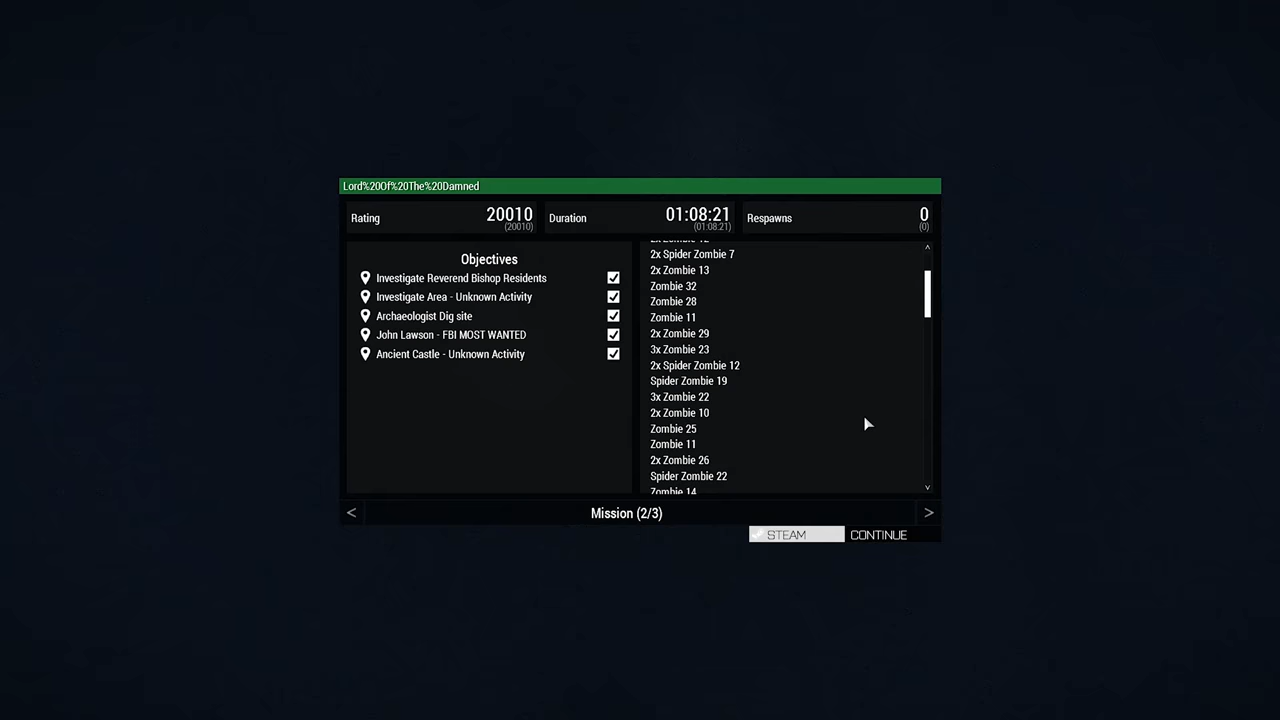 Lord%20Of%20The%20Damned
Rating 20010 (20010)
Duration 01:08:21 (01:08:21)
Respawns 0 (0)
Objectives
Investigate Reverend Bishop Residents
Investigate Area - Unknown Activity
Archaeologist Dig site
John Lawson - FBI MOST WANTED
Ancient Castle - Unknown Activity
2x Zombie 12
2x Spider Zombie 7
2x Zombie 13
Zombie 32
Zombie 28
Zombie 11
2x Zombie 29
3x Zombie 23
2x Spider Zombie 12
Spider Zombie 19
3x Zombie 22
2x Zombie 10
Zombie 25
Zombie 11
2x Zombie 26
Spider Zombie 22
Zombie 14
< Mission (2/3) >
STEAM CONTINUE